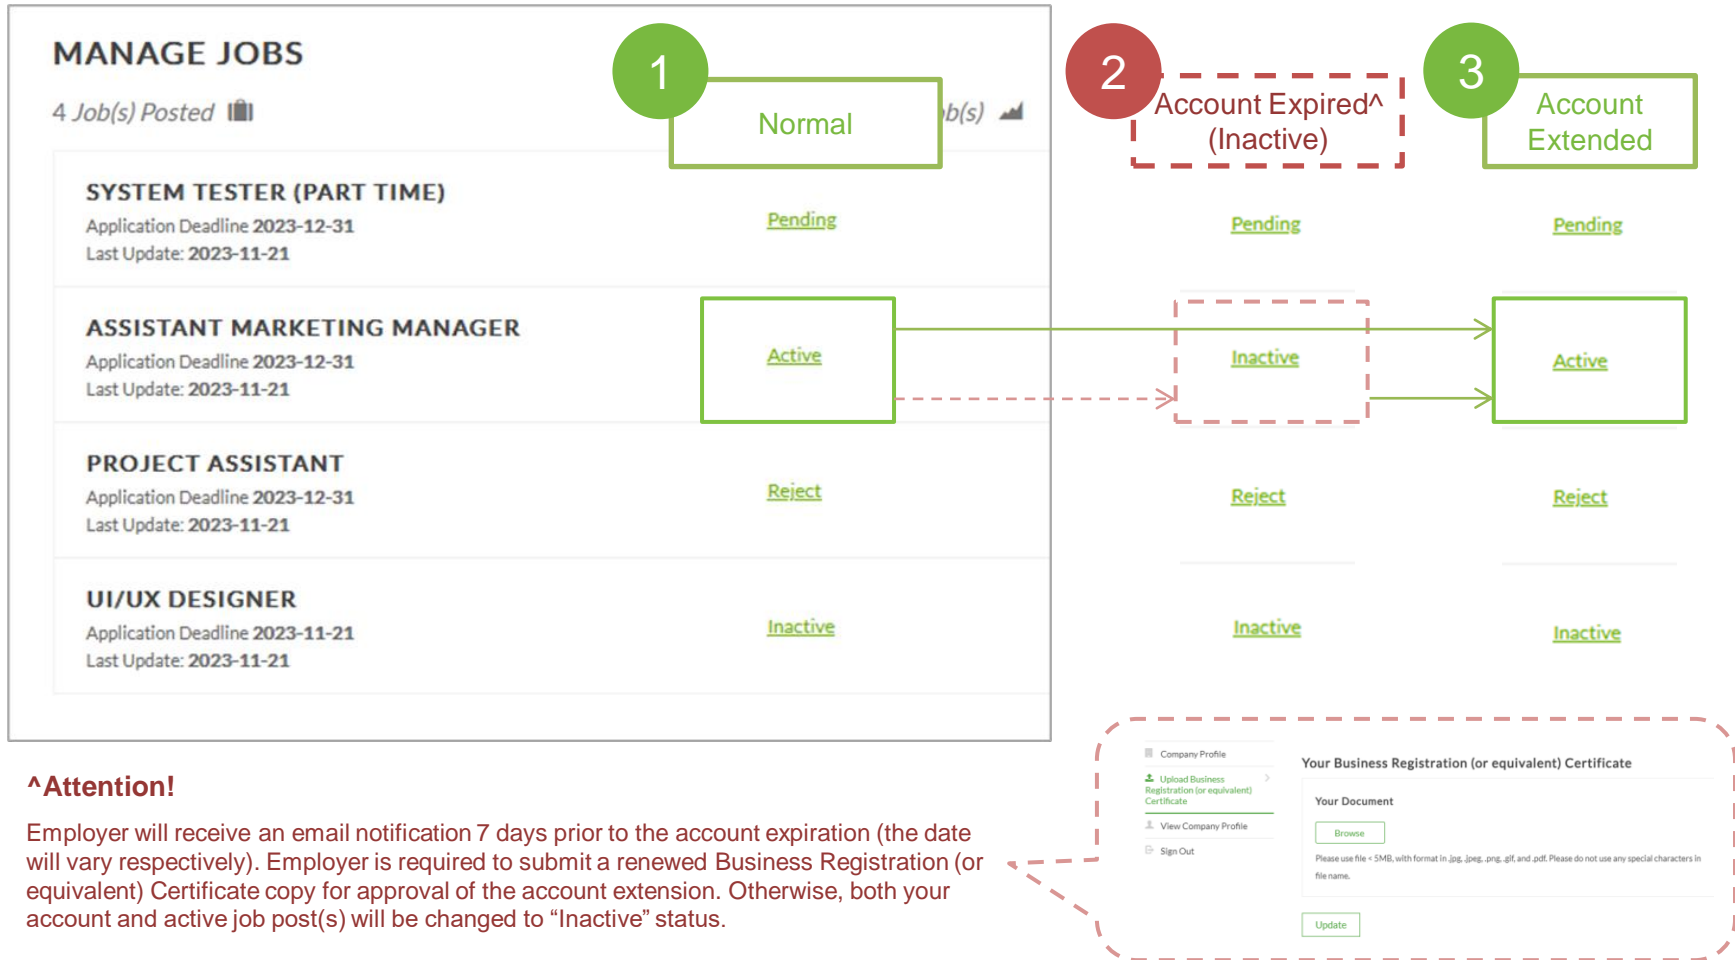 MANAGE JOBS
4 Job(s) Posted
b(s)
1
Normal
2
Account Expired^
(Inactive)
3
Account
Extended
SYSTEM TESTER (PART TIME)
Application Deadline 2023-12-31
Last Update: 2023-11-21
Pending
Pending
Pending
ASSISTANT MARKETING MANAGER
Application Deadline 2023-12-31
Last Update: 2023-11-21
Active
Inactive
Active
PROJECT ASSISTANT
Application Deadline 2023-12-31
Last Update: 2023-11-21
Reject
Reject
Reject
UI/UX DESIGNER
Application Deadline 2023-11-21
Last Update: 2023-11-21
Inactive
Inactive
Inactive
^Attention!
Employer will receive an email notification 7 days prior to the account expiration (the date
will vary respectively). Employer is required to submit a renewed Business Registration (or
equivalent) Certificate copy for approval of the account extension. Otherwise, both your
account and active job post(s) will be changed to “Inactive” status.
Company Profile
Upload Business
Registration (or equivalent)
Certificate
View Company Profile
Sign Out
Your Business Registration (or equivalent) Certificate
Your Document
Browse
Please use file < 5MB, with format in .jpg, .jpeg, .png, .gif, and .pdf. Please do not use any special characters in
file name.
Update